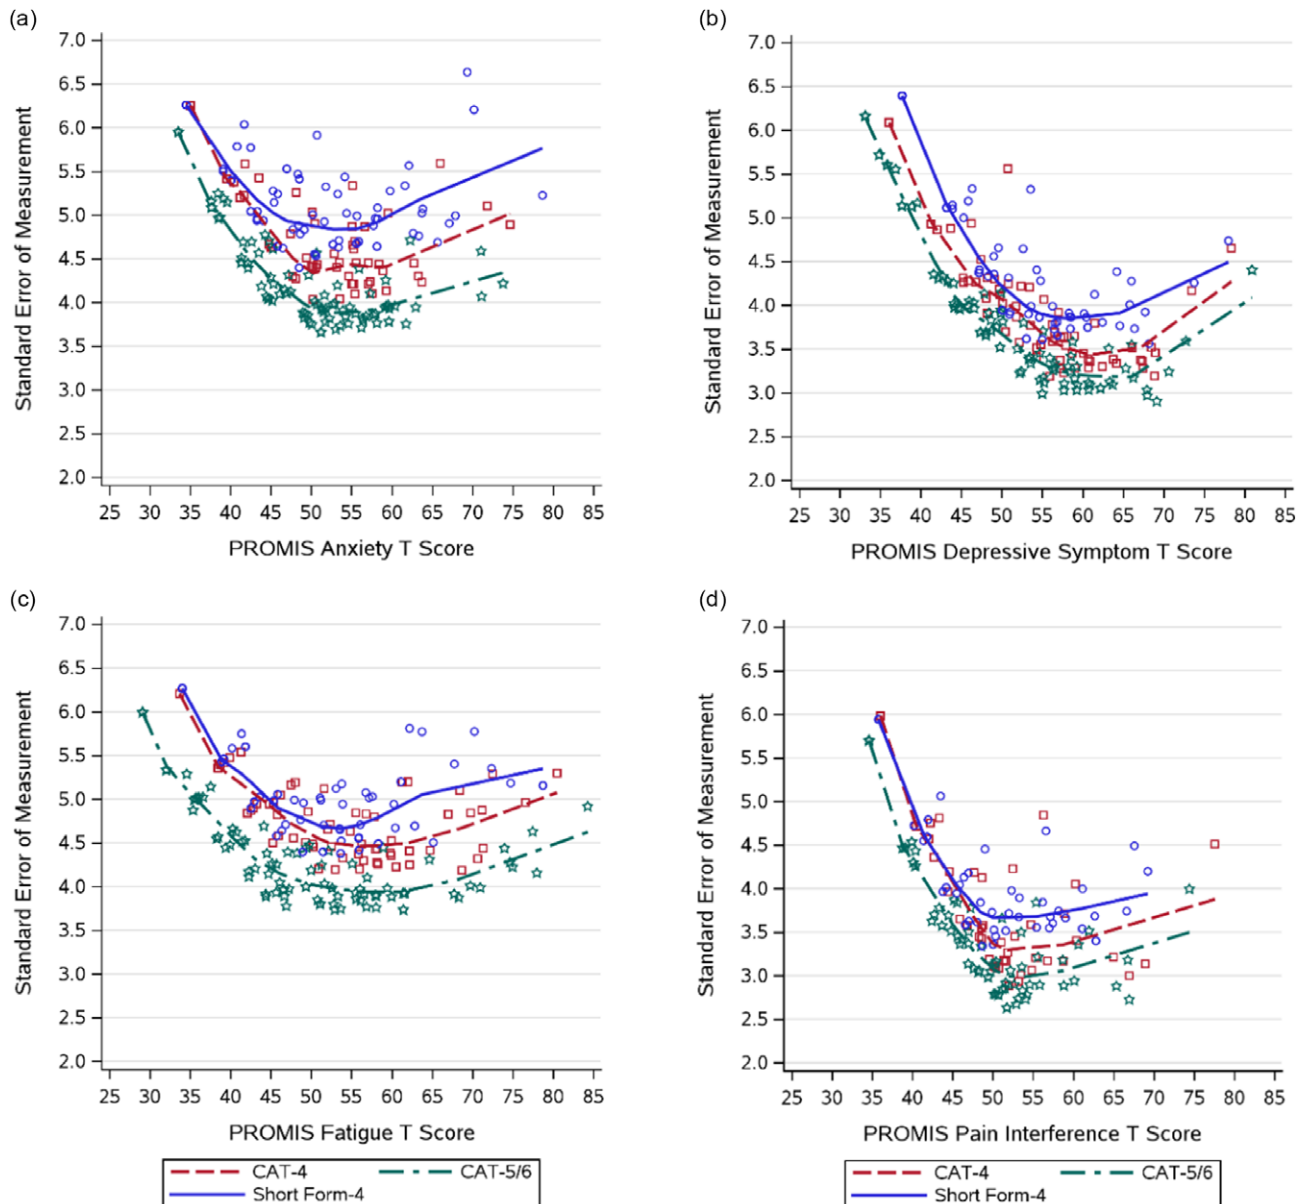 (a)
7.0
6.5
6.0
5.5
5.0
4.5
4.0
3.5
3.0
2.5
2.0
Standard Error of Measurement
25 30 35 40 45 50 55 60 65 70 75 80 85
PROMIS Anxiety T Score
(b)
7.0
6.5
6.0
5.5
5.0
4.5
4.0
3.5
3.0
2.5
2.0
Standard Error of Measurement
25 30 35 40 45 50 55 60 65 70 75 80 85
PROMIS Depressive Symptom T Score
(c)
7.0
6.5
6.0
5.5
5.0
4.5
4.0
3.5
3.0
2.5
2.0
Standard Error of Measurement
25 30 35 40 45 50 55 60 65 70 75 80 85
PROMIS Fatigue T Score
CAT-4 CAT-5/6
Short Form-4
(d)
7.0
6.5
6.0
5.5
5.0
4.5
4.0
3.5
3.0
2.5
2.0
Standard Error of Measurement
25 30 35 40 45 50 55 60 65 70 75 80 85
PROMIS Pain Interference T Score
CAT-4 CAT-5/6
Short Form-4